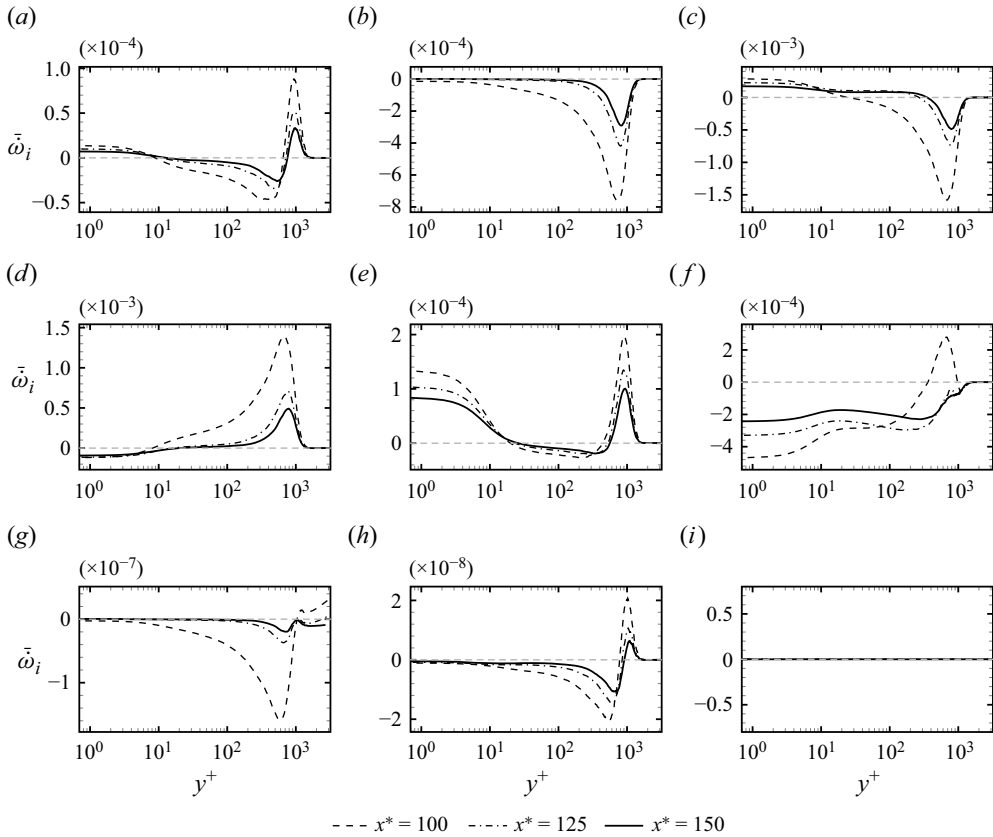 (a) (b) (c)
(×10⁻⁴) (×10⁻⁴) (×10⁻³)
1.0 0.5 0 −0.5
0 −2 −4 −6 −8
0 −0.5 −1.0 −1.5
ω̇̄ᵢ
10⁰ 10¹ 10² 10³ 10⁰ 10¹ 10² 10³ 10⁰ 10¹ 10² 10³
(d) (e) (f)
(×10⁻³) (×10⁻⁴) (×10⁻⁴)
1.5 1.0 0.5 0
2 1 0
2 0 −2 −4
ω̇̄ᵢ
10⁰ 10¹ 10² 10³ 10⁰ 10¹ 10² 10³ 10⁰ 10¹ 10² 10³
(g) (h) (i)
(×10⁻⁷) (×10⁻⁸)
0 −1
2 0 −2
0.5 0 −0.5
ω̇̄ᵢ
10⁰ 10¹ 10² 10³ 10⁰ 10¹ 10² 10³ 10⁰ 10¹ 10² 10³
y⁺ y⁺ y⁺
x* = 100 x* = 125 x* = 150